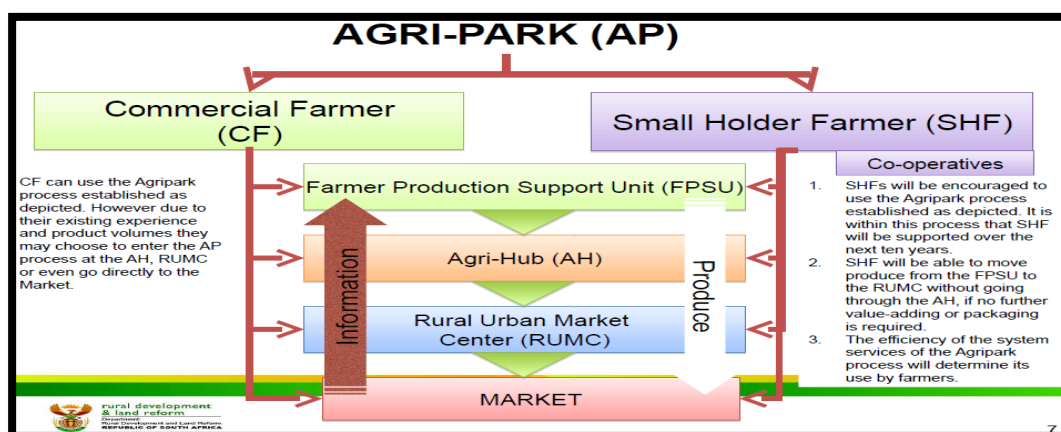 AGRI-PARK (AP)
Commercial Farmer
(CF)
Small Holder Farmer (SHF)
Co-operatives
CF can use the Agripark
process established as
depicted. However due to
their existing experience
and product volumes they
may choose to enter the AP
process at the AH, RUMC
or even go directly to the
Market.
Farmer Production Support Unit (FPSU)
Agri-Hub (AH)
Rural Urban Market
Center (RUMC)
MARKET
Information
Produce
1. SHFs will be encouraged to
use the Agripark process
established as depicted. It is
within this process that SHF
will be supported over the
next ten years.
2. SHF will be able to move
produce from the FPSU to
the RUMC without going
through the AH, if no further
value-adding or packaging
is required.
3. The efficiency of the system
services of the Agripark
process will determine its
use by farmers.
rural development
& land reform
Department:
Rural Development and Land Reform
REPUBLIC OF SOUTH AFRICA
7